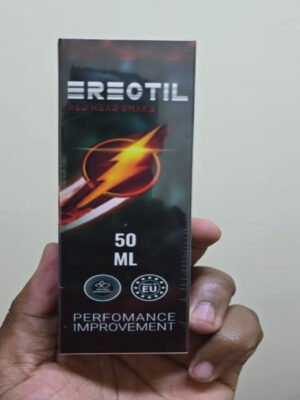 ERECTIL
RED HEAD SNAKE
50
ML
EU
PERFOMANCE
IMPROVEMENT